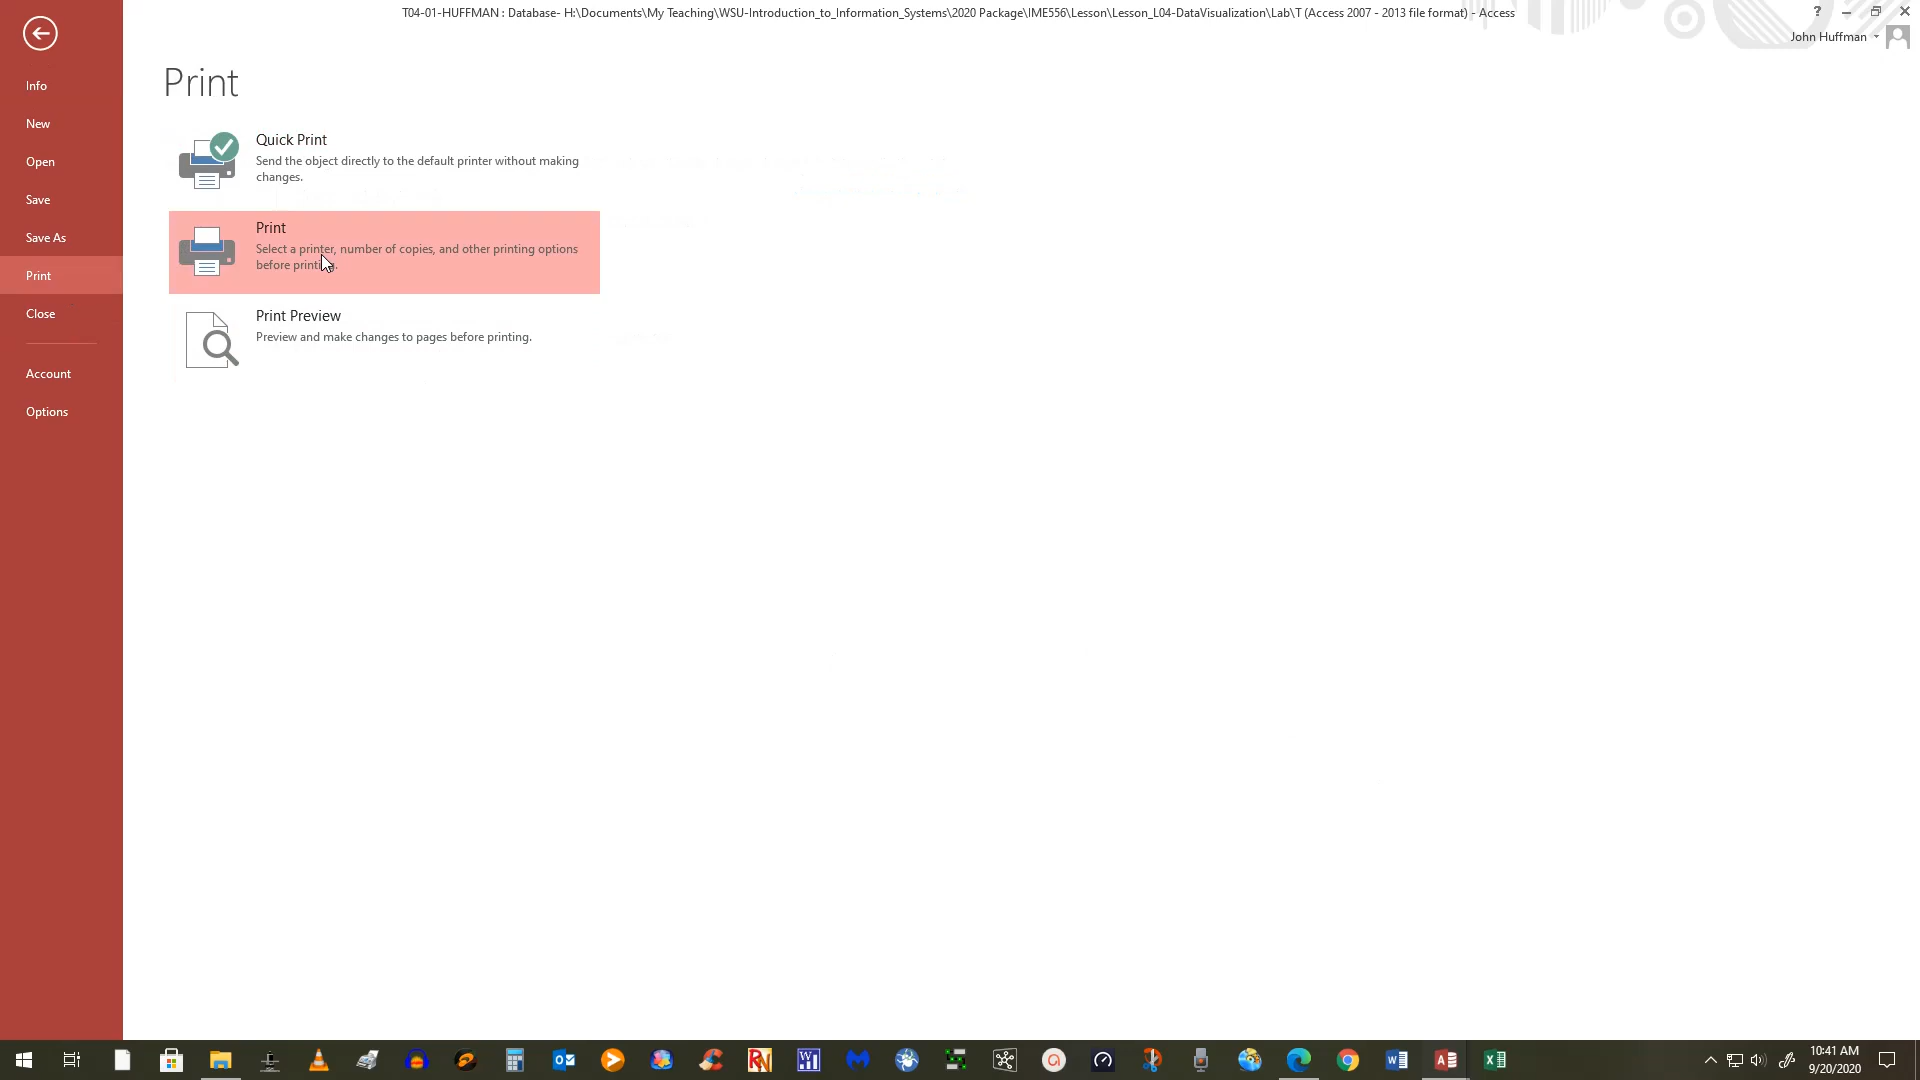 T04-01-HUFFMAN : Database- H:\Documents\My Teaching\WSU-Introduction_to_Information_Systems\2020 Package\IME556\Lesson\Lesson_L04-DataVisualization\Lab\T (Access 2007 - 2013 file format) - Access
?
John Huffman
Print
Info
New
Open
Save
Save As
Print
Close
Account
Options
Quick Print
Send the object directly to the default printer without making
changes.
Print
Select a printer, number of copies, and other printing options
before printi
Print Preview
Preview and make changes to pages before printing.
10:41 AM
9/20/2020